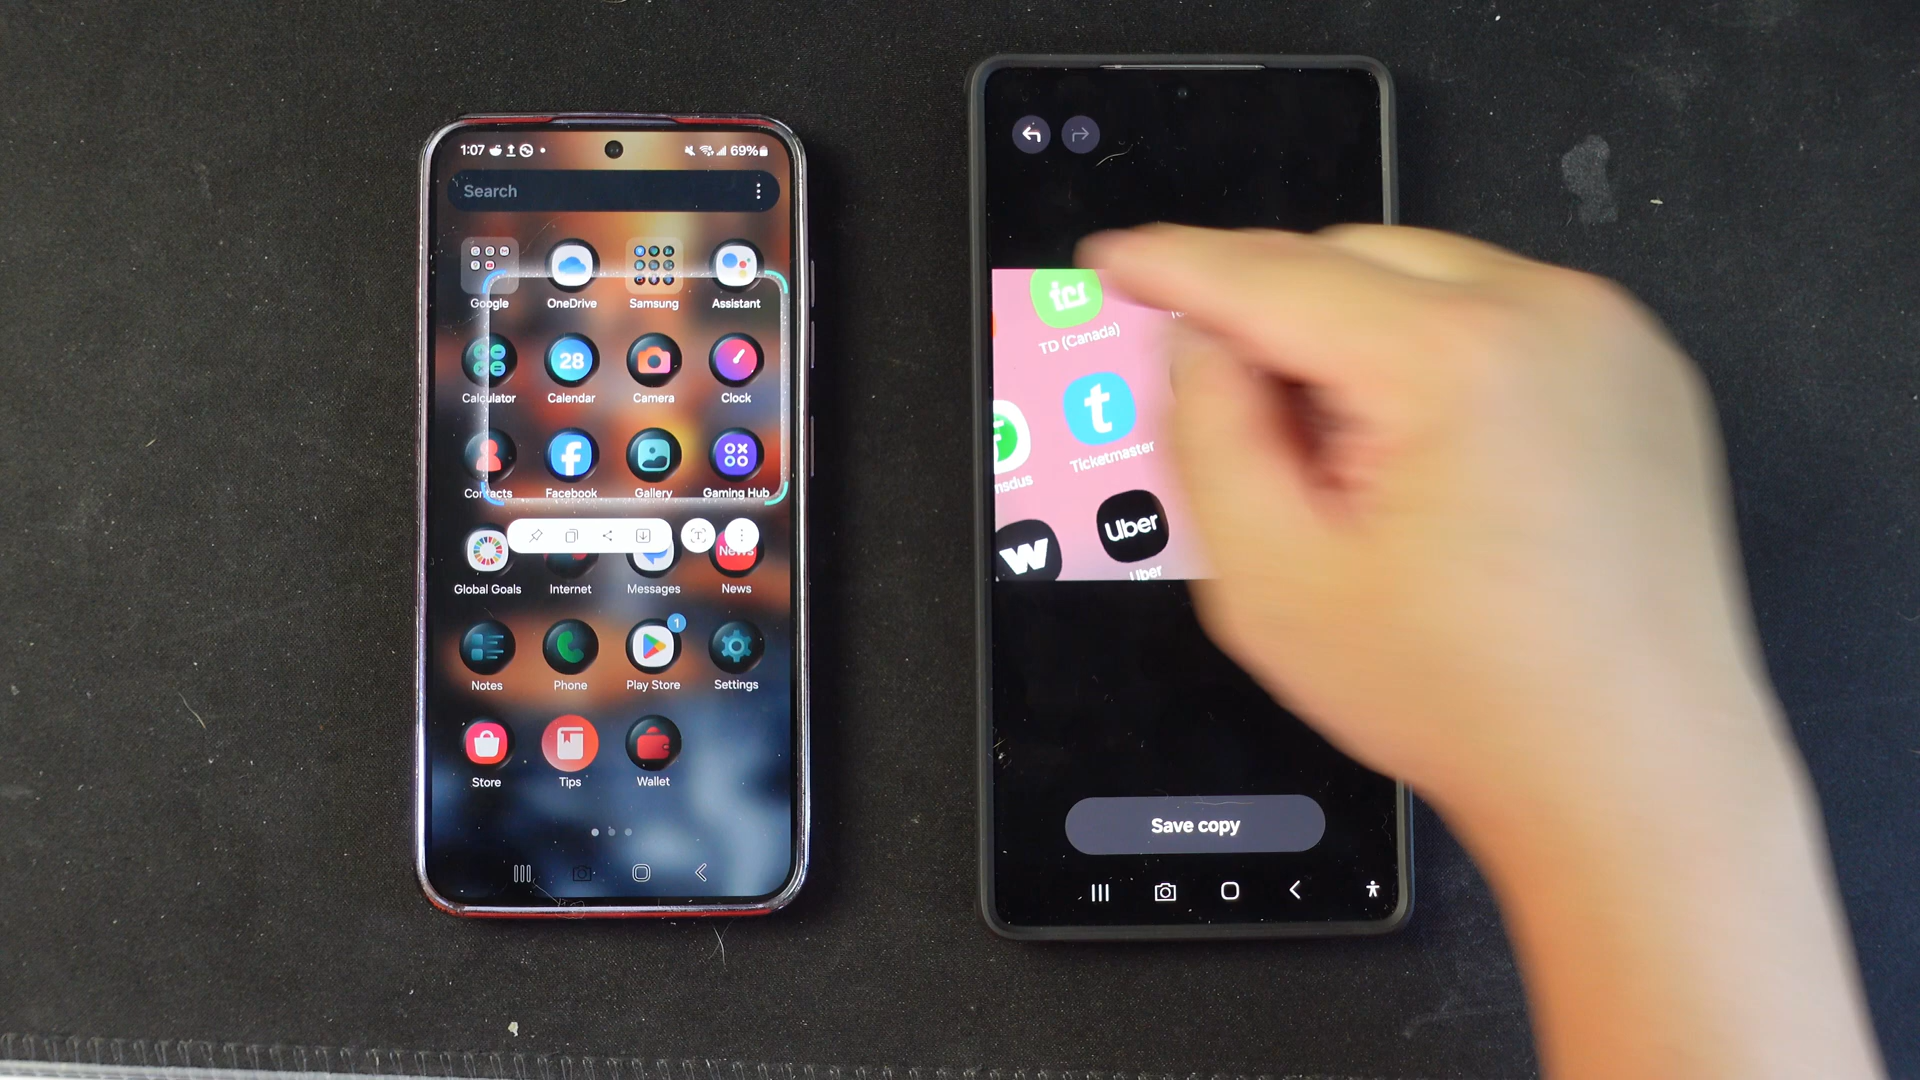 1:07
69%
Search
Google
OneDrive
Samsung
Assistant
28
Calculator
Calendar
Camera
Clock
Contacts
Facebook
Gallery
Gaming Hub
T
News
Global Goals
Internet
Messages
News
1
Notes
Phone
Play Store
Settings
Store
Tips
Wallet
TD (Canada)
t
Ticketmaster
W
Uber
Uber
Save copy